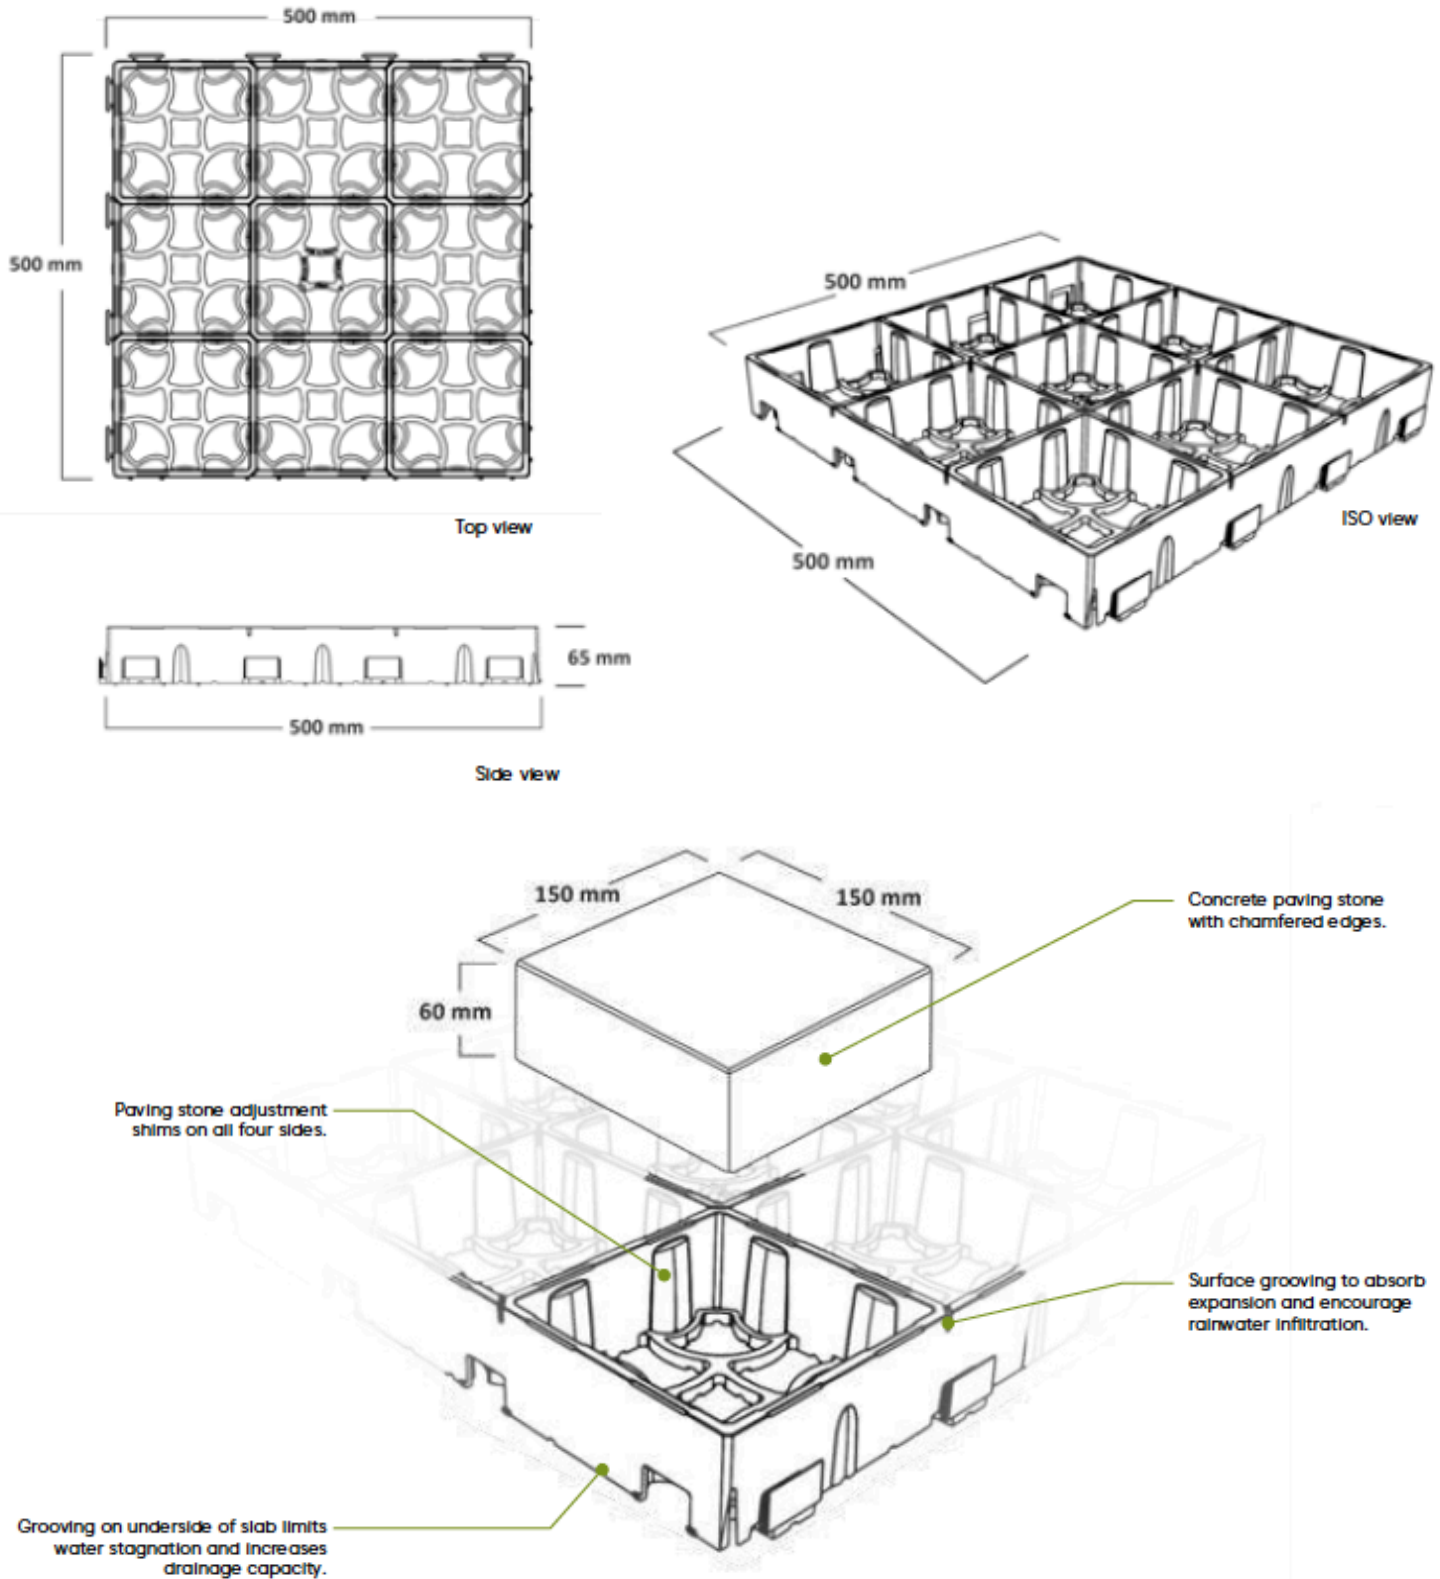 500 mm
500 mm
Top view
500 mm
500 mm
ISO view
65 mm
500 mm
Side view
150 mm
150 mm
60 mm
Concrete paving stone
with chamfered edges.
Paving stone adjustment
shims on all four sides.
Surface grooving to absorb
expansion and encourage
rainwater infiltration.
Grooving on underside of slab limits
water stagnation and increases
drainage capacity.